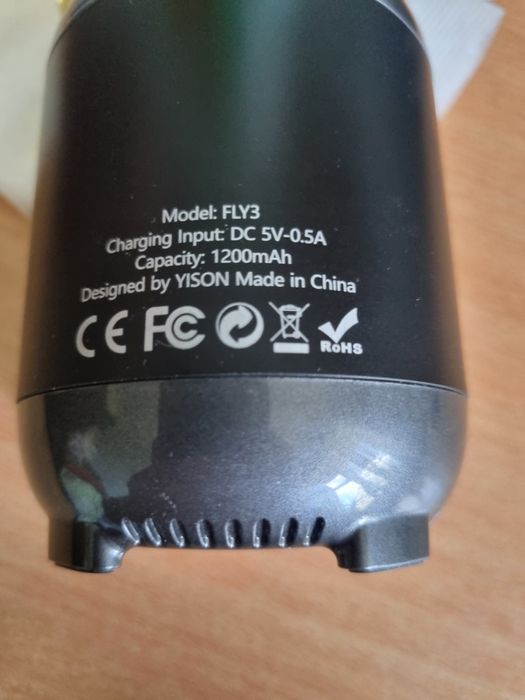 Model: FLY3
Charging Input: DC 5V-0.5A
Capacity: 1200mAh
Designed by YISON Made in China
CE FC RoHS